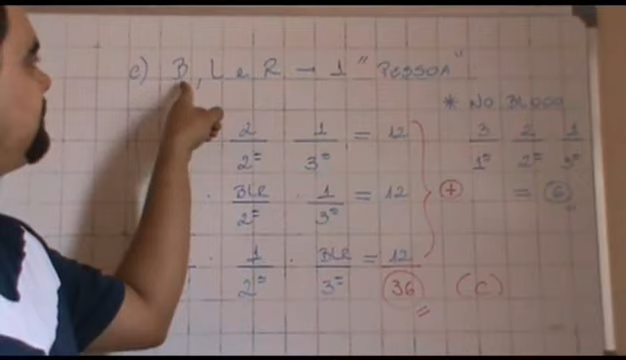 c) B, L e R → 1 "PESSOA"
* NO BLOCO
2/2º 1/3º = 12
3/1º 2/2º 1/3º
· BLR/2º · 1/3º = 12
+ = 6
· 1/2º · BLR/3º = 12
36 (C)